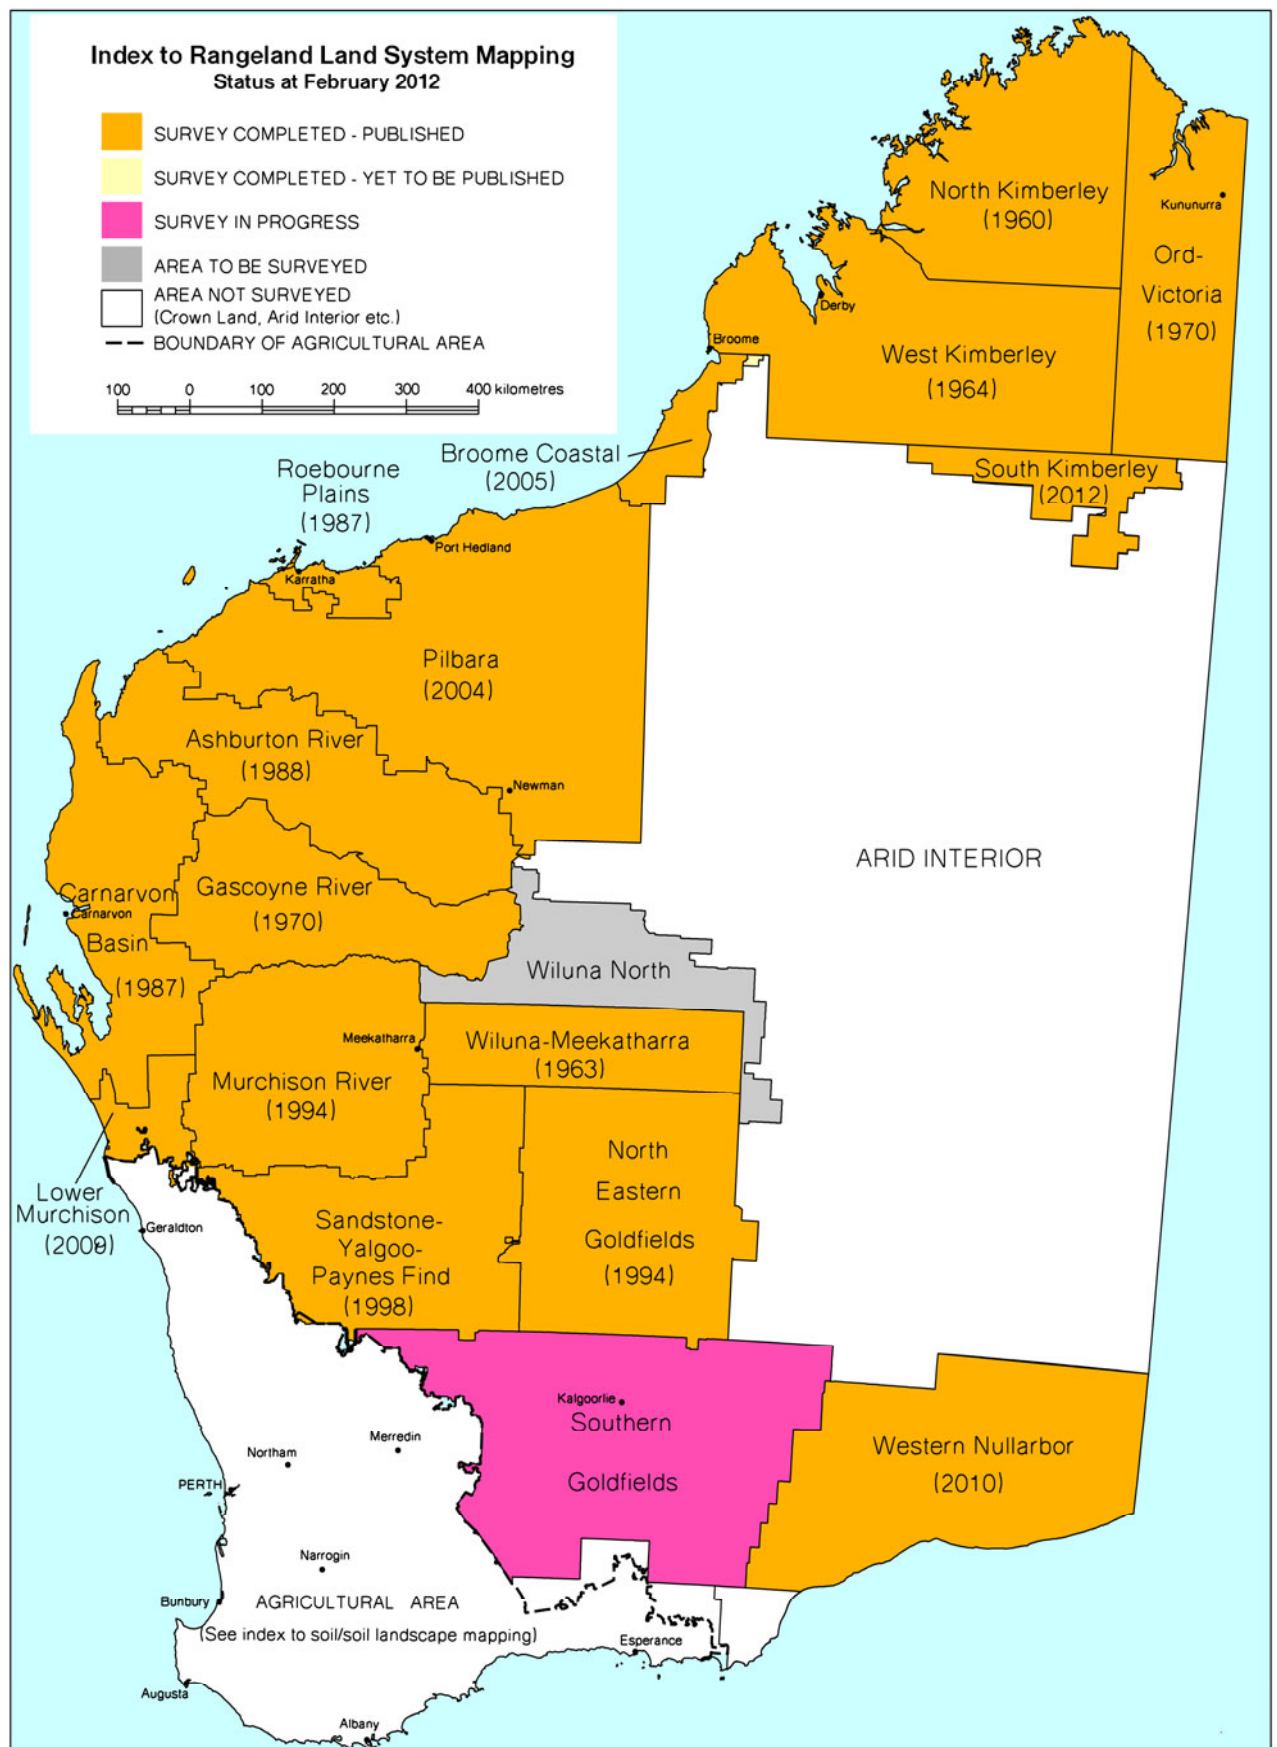 Index to Rangeland Land System Mapping
Status at February 2012
SURVEY COMPLETED - PUBLISHED
SURVEY COMPLETED - YET TO BE PUBLISHED
SURVEY IN PROGRESS
AREA TO BE SURVEYED
AREA NOT SURVEYED
(Crown Land, Arid Interior etc.)
BOUNDARY OF AGRICULTURAL AREA
100 0 100 200 300 400 kilometres
North Kimberley
(1960)
Kununurra
Ord-
Victoria
(1970)
Derby
Broome
West Kimberley
(1964)
Broome Coastal
(2005)
South Kimberley
(2012)
Roebourne
Plains
(1987)
Port Hedland
Karratha
Pilbara
(2004)
Ashburton River
(1988)
Newman
ARID INTERIOR
Carnarvon
Carnarvon
Basin
(1987)
Gascoyne River
(1970)
Wiluna North
Meekatharra
Wiluna-Meekatharra
(1963)
Murchison River
(1994)
North
Eastern
Goldfields
(1994)
Lower
Murchison
(2009)
Geraldton
Sandstone-
Yalgoo-
Paynes Find
(1998)
Kalgoorlie
Southern
Goldfields
Western Nullarbor
(2010)
Merredin
Northam
PERTH
Narrogin
Bunbury
AGRICULTURAL AREA
(See index to soil/soil landscape mapping)
Esperance
Augusta
Albany